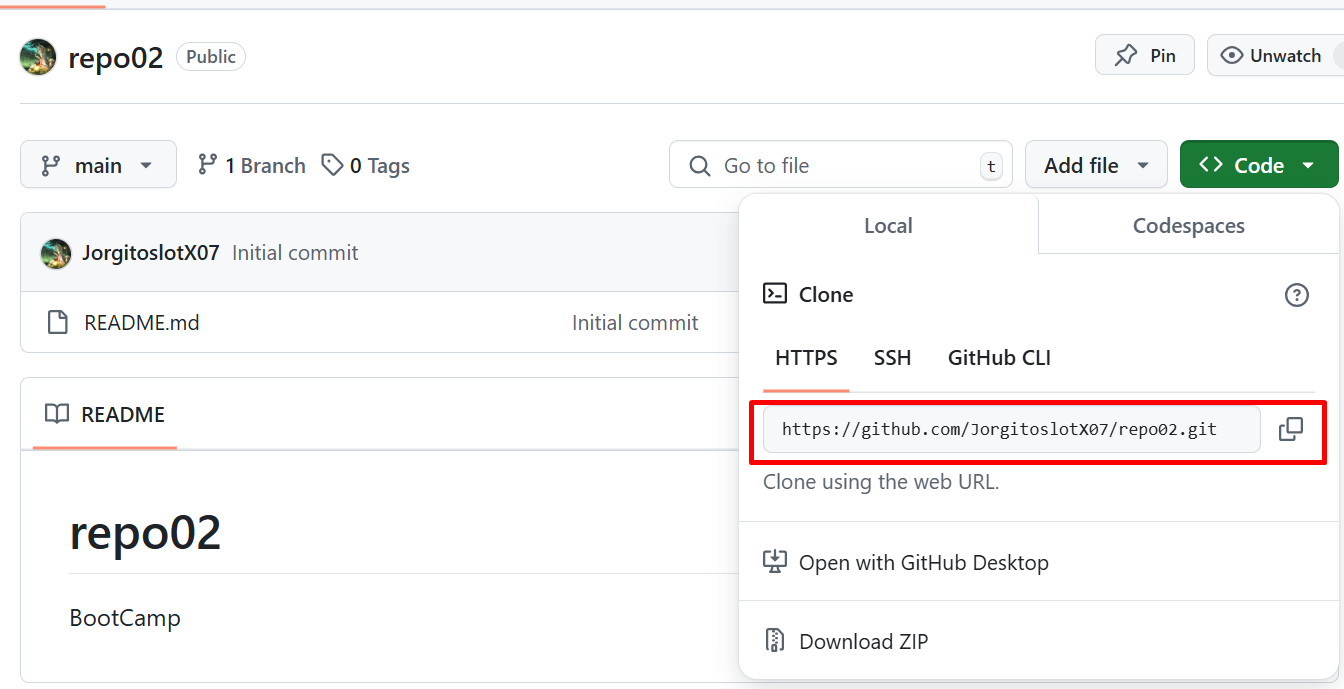 repo02 Public Pin Unwatch
main 1 Branch 0 Tags Go to file t Add file Code
JorgitoslotX07 Initial commit
README.md Initial commit
README
repo02
BootCamp
Local Codespaces
Clone
HTTPS SSH GitHub CLI
https://github.com/JorgitoslotX07/repo02.git
Clone using the web URL.
Open with GitHub Desktop
Download ZIP